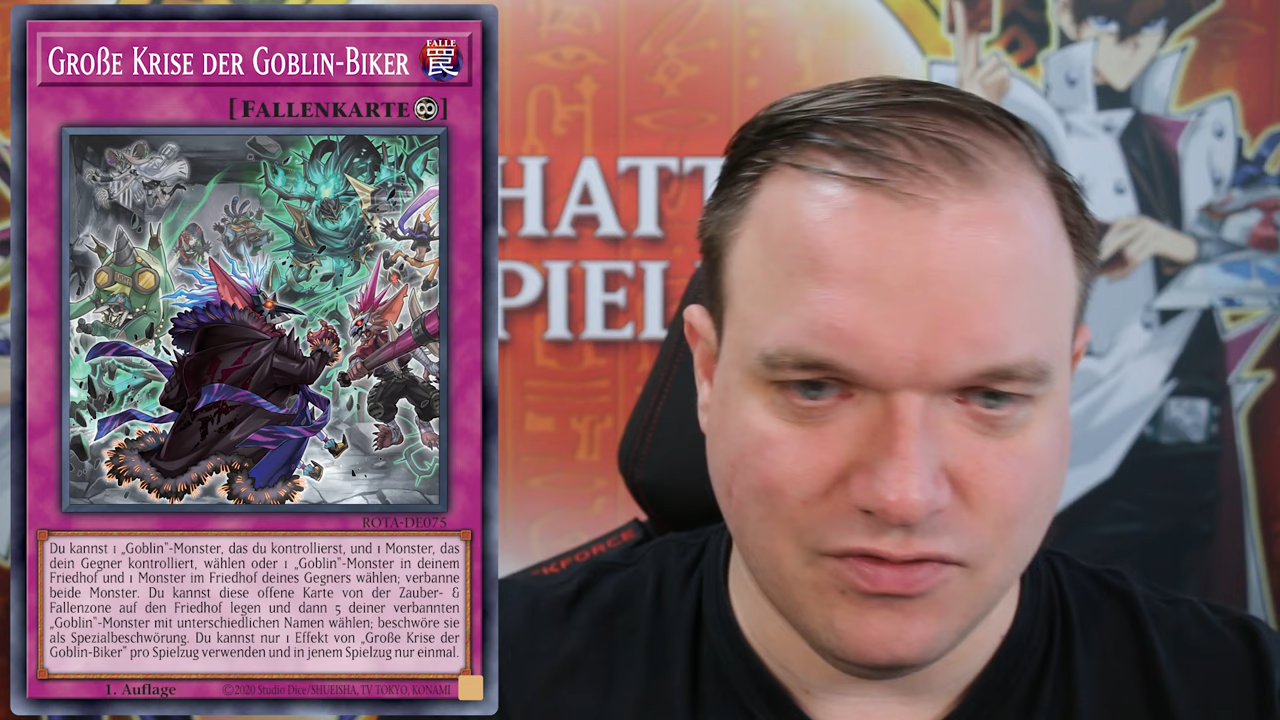 Große Krise der Goblin-Biker
FALLE
罠
[Fallenkarte]
ROTA-DE075
Du kannst 1 „Goblin"-Monster, das du kontrollierst, und 1 Monster, das
dein Gegner kontrolliert, wählen oder 1 „Goblin"-Monster in deinem
Friedhof und 1 Monster im Friedhof deines Gegners wählen; verbanne
beide Monster. Du kannst diese offene Karte von der Zauber- &
Fallenzone auf den Friedhof legen und dann 5 deiner verbannten
„Goblin"-Monster mit unterschiedlichen Namen wählen; beschwöre sie
als Spezialbeschwörung. Du kannst nur 1 Effekt von „Große Krise der
Goblin-Biker" pro Spielzug verwenden und in jenem Spielzug nur einmal.
1. Auflage
©2020 Studio Dice/SHUEISHA, TV TOKYO, KONAMI
HATT
PIEL
KFORCE